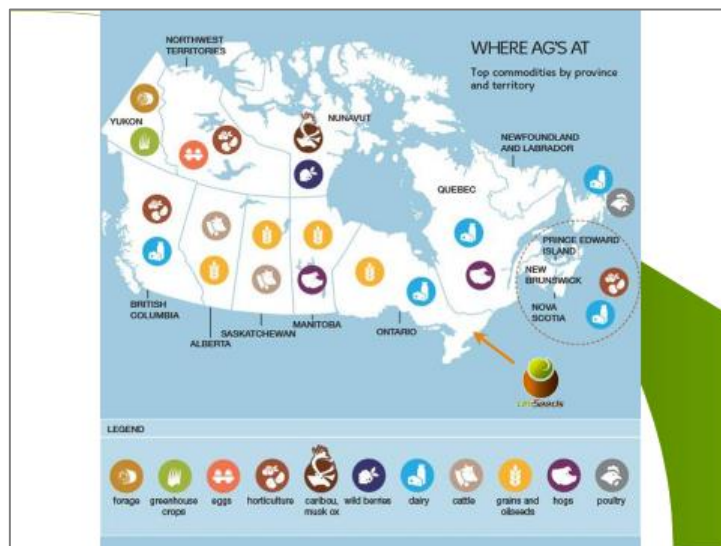 WHERE AG'S AT
Top commodities by province
and territory
NORTHWEST
TERRITORIES
YUKON
NUNAVUT
NEWFOUNDLAND
AND LABRADOR
QUEBEC
PRINCE EDWARD
ISLAND
NEW
BRUNSWICK
NOVA
SCOTIA
BRITISH
COLUMBIA
ALBERTA
SASKATCHEWAN
MANITOBA
ONTARIO
LEGEND
forage
greenhouse
crops
eggs
horticulture
caribou,
musk ox
wild berries
dairy
cattle
grains and
oilseeds
hogs
poultry